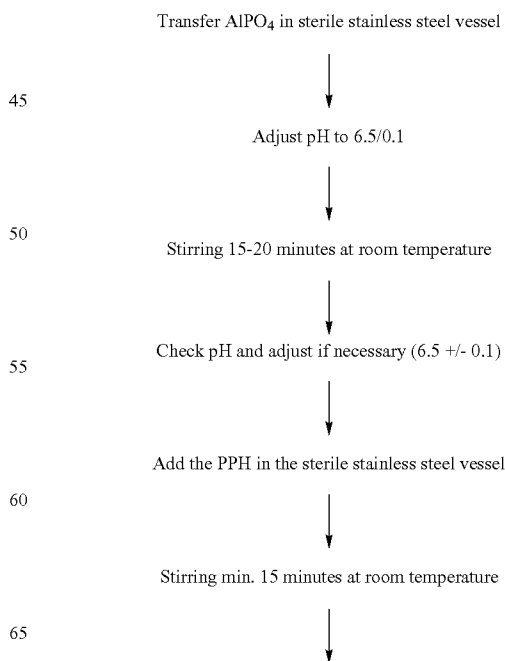 Transfer AlPO4 in sterile stainless steel vessel
45
Adjust pH to 6.5/0.1
50
Stirring 15-20 minutes at room temperature
Check pH and adjust if necessary (6.5 +/- 0.1)
55
Add the PPH in the sterile stainless steel vessel
60
Stirring min. 15 minutes at room temperature
65